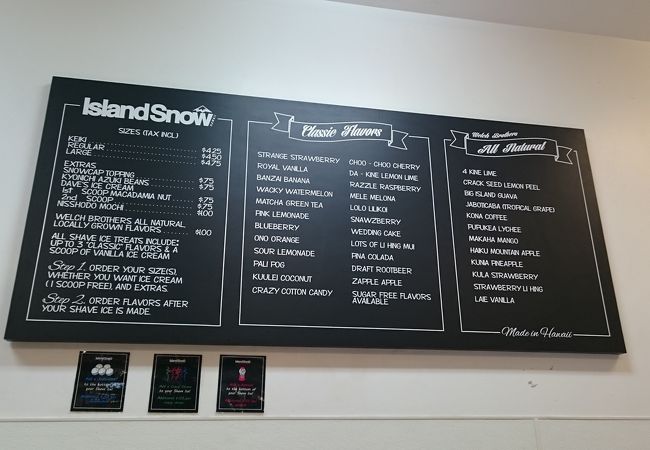 Island Snow
SIZES (TAX INCL.)
KEIKI $4.25
REGULAR $4.50
LARGE $4.75
EXTRAS
SNOWCAP TOPPING $.75
KYONICHI AZUKI BEANS $.75
DAVE'S ICE CREAM
1st SCOOP MACADAMIA NUT $.75
2nd SCOOP $.75
NISSHODO MOCHI $1.00
WELCH BROTHERS ALL NATURAL
LOCALLY GROWN FLAVORS $1.00
ALL SHAVE ICE TREATS INCLUDE:
UP TO 3 "CLASSIC" FLAVORS & A
SCOOP OF VANILLA ICE CREAM
Step 1. ORDER YOUR SIZE(S),
WHETHER YOU WANT ICE CREAM
(1 SCOOP FREE), AND EXTRAS.
Step 2. ORDER FLAVORS AFTER
YOUR SHAVE ICE IS MADE.
Classic Flavors
STRANGE STRAWBERRY
ROYAL VANILLA
BANZAI BANANA
WACKY WATERMELON
MATCHA GREEN TEA
PINK LEMONADE
BLUEBERRY
ONO ORANGE
SOUR LEMONADE
PALI POG
KUULEI COCONUT
CRAZY COTTON CANDY
CHOO - CHOO CHERRY
DA - KINE LEMON LIME
RAZZLE RASPBERRY
MELE MELONA
LOLO LILIKOI
SNAWZBERRY
WEDDING CAKE
LOTS OF LI HING MUI
PINA COLADA
DRAFT ROOTBEER
ZAPPLE APPLE
SUGAR FREE FLAVORS
AVAILABLE
Welch Brothers
All Natural
4 KINE LIME
CRACK SEED LEMON PEEL
BIG ISLAND GUAVA
JABOTICABA (TROPICAL GRAPE)
KONA COFFEE
PUPUKEA LYCHEE
MAKAHA MANGO
HAIKU MOUNTAIN APPLE
KUNIA PINEAPPLE
KULA STRAWBERRY
STRAWBERRY LI HING
LAIE VANILLA
Made in Hawaii